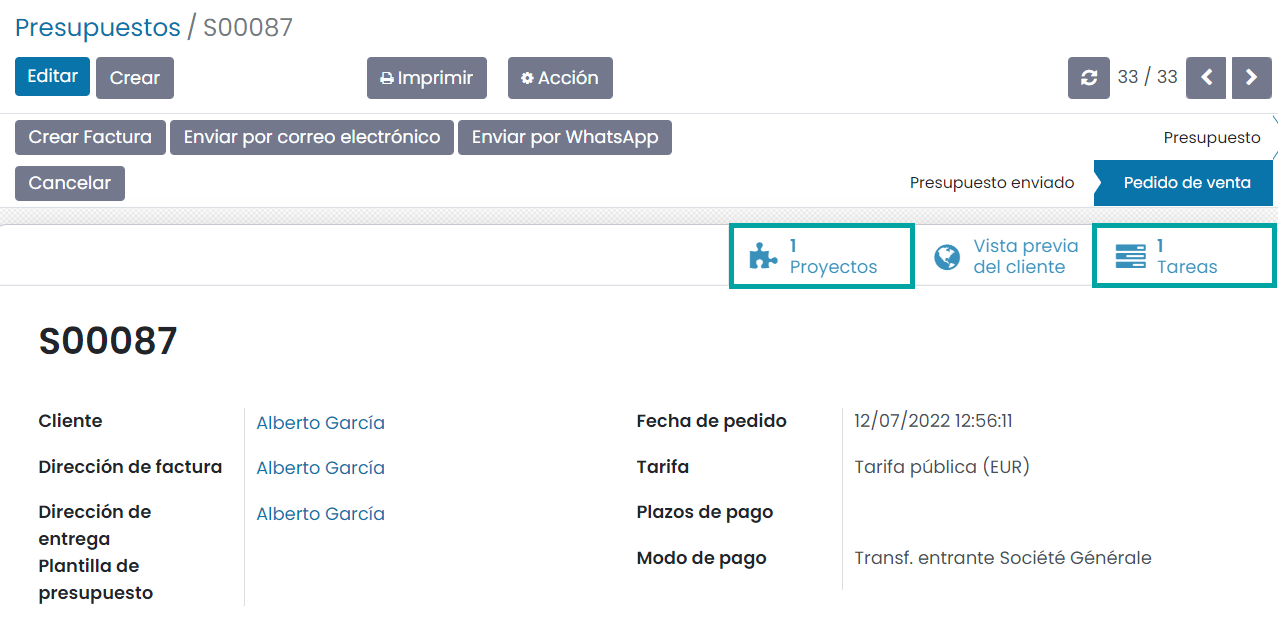 Presupuestos / S00087
Editar
Crear
Imprimir
Acción
33 / 33
Crear Factura
Enviar por correo electrónico
Enviar por WhatsApp
Presupuesto
Cancelar
Presupuesto enviado
Pedido de venta
1
Proyectos
Vista previa
del cliente
1
Tareas
S00087
Cliente
Alberto García
Fecha de pedido
12/07/2022 12:56:11
Dirección de factura
Alberto García
Tarifa
Tarifa pública (EUR)
Dirección de
entrega
Alberto García
Plazos de pago
Plantilla de
presupuesto
Modo de pago
Transf. entrante Société Générale